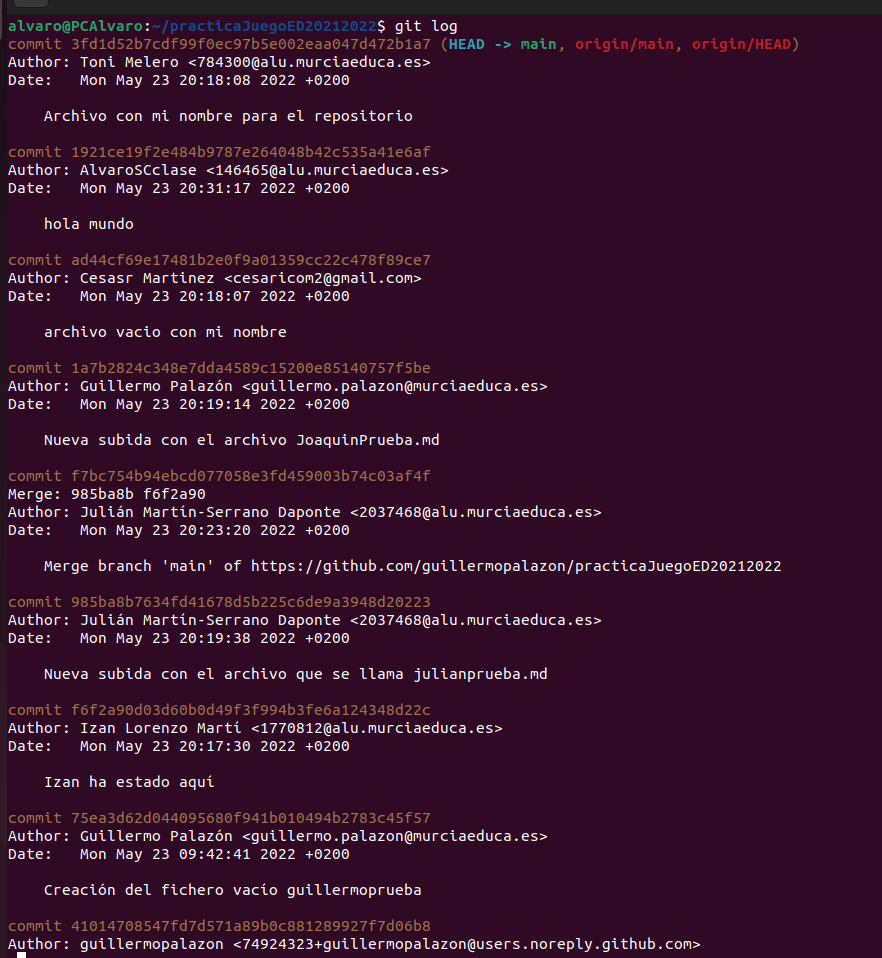 alvaro@PCAlvaro:~/practicaJuegoED20212022$ git log
commit 3fd1d52b7cdf99f0ec97b5e002eaa047d472b1a7 (HEAD -> main, origin/main, origin/HEAD)
Author: Toni Melero <784300@alu.murciaeduca.es>
Date:   Mon May 23 20:18:08 2022 +0200
Archivo con mi nombre para el repositorio
commit 1921ce19f2e484b9787e264048b42c535a41e6af
Author: AlvaroSCclase <146465@alu.murciaeduca.es>
Date:   Mon May 23 20:31:17 2022 +0200
hola mundo
commit ad44cf69e17481b2e0f9a01359cc22c478f89ce7
Author: Cesasr Martinez <cesaricom2@gmail.com>
Date:   Mon May 23 20:18:07 2022 +0200
archivo vacio con mi nombre
commit 1a7b2824c348e7dda4589c15200e85140757f5be
Author: Guillermo Palazón <guillermo.palazon@murciaeduca.es>
Date:   Mon May 23 20:19:14 2022 +0200
Nueva subida con el archivo JoaquinPrueba.md
commit f7bc754b94ebcd077058e3fd459003b74c03af4f
Merge: 985ba8b f6f2a90
Author: Julián Martín-Serrano Daponte <2037468@alu.murciaeduca.es>
Date:   Mon May 23 20:23:20 2022 +0200
Merge branch 'main' of https://github.com/guillermopalazon/practicaJuegoED20212022
commit 985ba8b7634fd41678d5b225c6de9a3948d20223
Author: Julián Martín-Serrano Daponte <2037468@alu.murciaeduca.es>
Date:   Mon May 23 20:19:38 2022 +0200
Nueva subida con el archivo que se llama julianprueba.md
commit f6f2a90d03d60b0d49f3f994b3fe6a124348d22c
Author: Izan Lorenzo Martí <1770812@alu.murciaeduca.es>
Date:   Mon May 23 20:17:30 2022 +0200
Izan ha estado aquí
commit 75ea3d62d044095680f941b010494b2783c45f57
Author: Guillermo Palazón <guillermo.palazon@murciaeduca.es>
Date:   Mon May 23 09:42:41 2022 +0200
Creación del fichero vacio guillermoprueba
commit 41014708547fd7d571a89b0c881289927f7d06b8
Author: guillermopalazon <74924323+guillermopalazon@users.noreply.github.com>